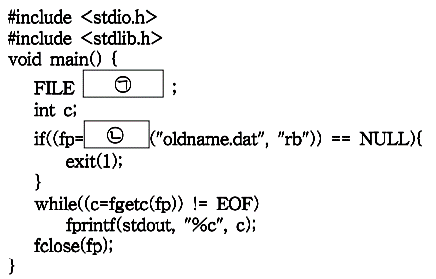 #include <stdio.h>
#include <stdlib.h>
void main() {
FILE ㉠ ;
int c;
if((fp=㉡("oldname.dat", "rb")) == NULL){
exit(1);
}
while((c=fgetc(fp)) != EOF)
fprintf(stdout, "%c", c);
fclose(fp);
}